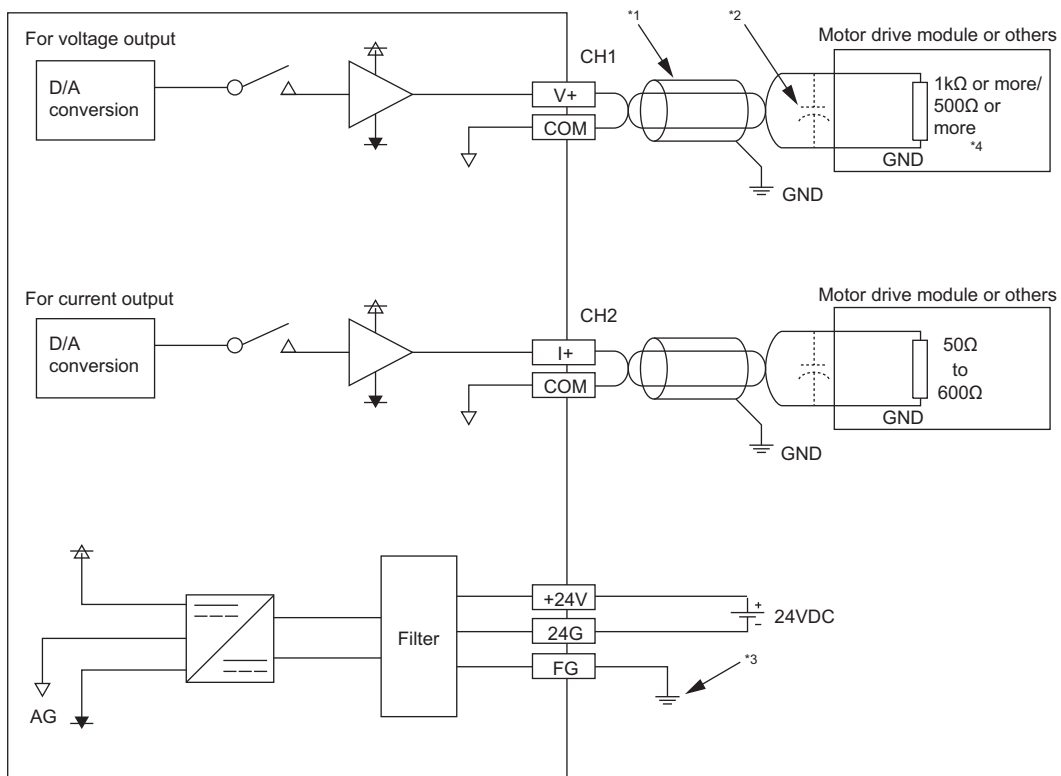 For voltage output
D/A
conversion
CH1
V+
COM
*1
*2
GND
Motor drive module or others
1kΩ or more/
500Ω or
more
*4
GND
For current output
D/A
conversion
CH2
I+
COM
GND
Motor drive module or others
50Ω
to
600Ω
GND
AG
Filter
+24V
24G
FG
+
−
24VDC
*3